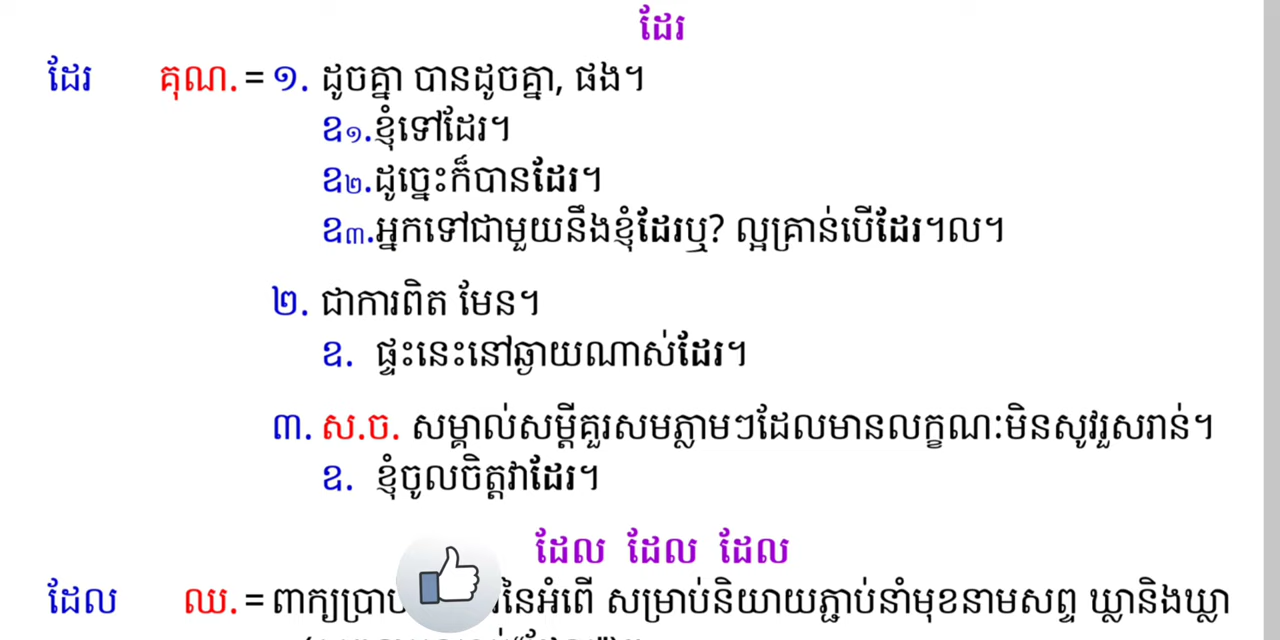 ដែរ
ដែរ គុណ. = ១. ដូចគ្នា បានដូចគ្នា, ផង។
ឧ១.ខ្ញុំទៅដែរ។
ឧ២.ដូច្នេះក៏បានដែរ។
ឧ៣.អ្នកទៅជាមួយនឹងខ្ញុំដែរឬ? ល្អគ្រាន់បើដែរ។ល។
២. ជាការពិត មែន។
ឧ. ផ្ទះនេះនៅឆ្ងាយណាស់ដែរ។
៣. ស.ច. សម្គាល់សម្ដីគួរសមភ្លាមៗដែលមានលក្ខណៈមិនសូវរួសរាន់។
ឧ. ខ្ញុំចូលចិត្តវាដែរ។
ដែល ដែល ដែល
ដែល ឈ. = ពាក្យប្រាប់ នៃអំពើ សម្រាប់និយាយភ្ជាប់នាំមុខនាមសព្ទ ឃ្លានិងឃ្លា